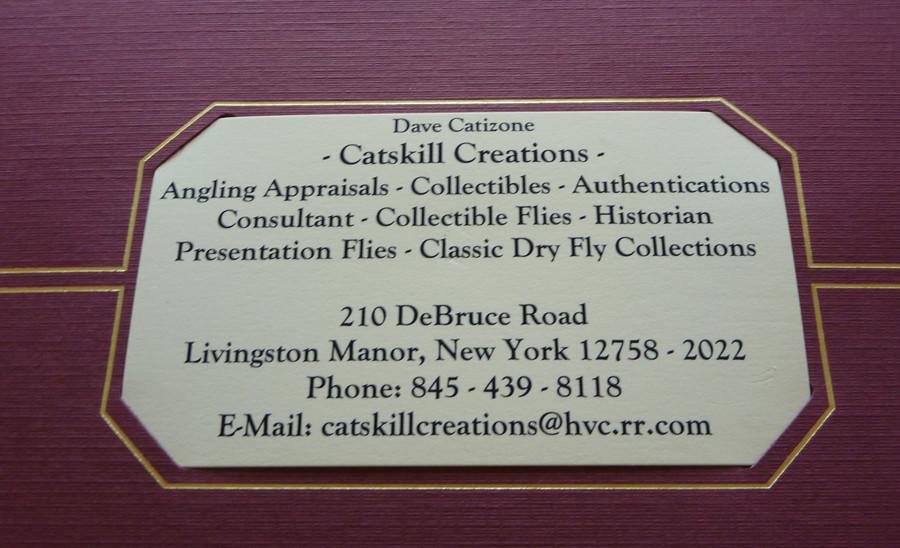 Dave Catizone
- Catskill Creations -
Angling Appraisals - Collectibles - Authentications
Consultant - Collectible Flies - Historian
Presentation Flies - Classic Dry Fly Collections
210 DeBruce Road
Livingston Manor, New York 12758 - 2022
Phone: 845 - 439 - 8118
E-Mail: catskillcreations@hvc.rr.com